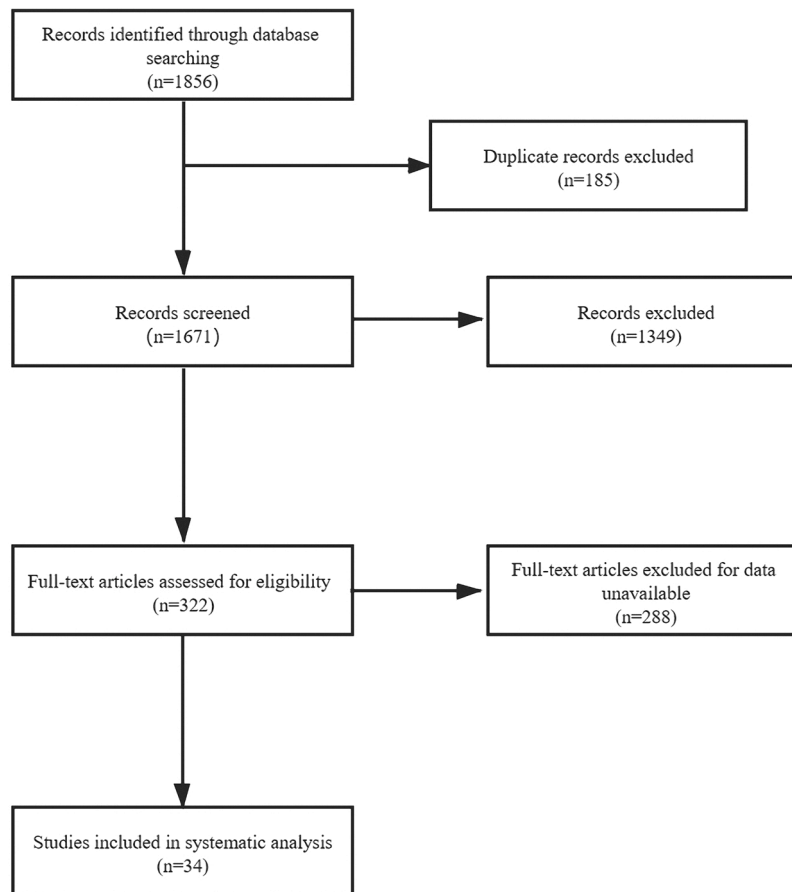 Records identified through database
searching
(n=1856)
Duplicate records excluded
(n=185)
Records screened
(n=1671)
Records excluded
(n=1349)
Full-text articles assessed for eligibility
(n=322)
Full-text articles excluded for data
unavailable
(n=288)
Studies included in systematic analysis
(n=34)